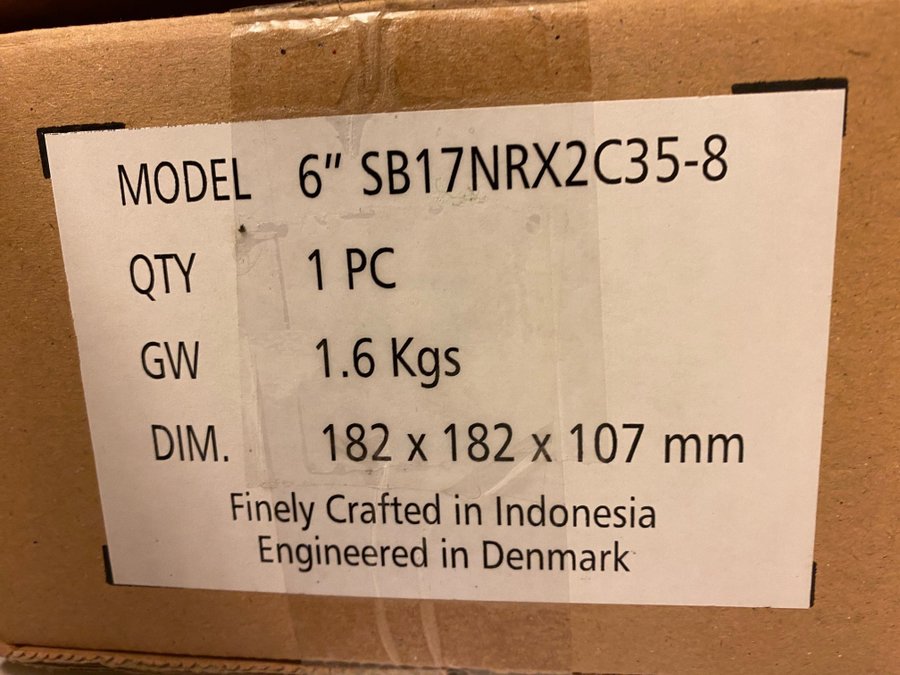 MODEL 6” SB17NRX2C35-8
QTY 1 PC
GW 1.6 Kgs
DIM. 182 x 182 x 107 mm
Finely Crafted in Indonesia
Engineered in Denmark